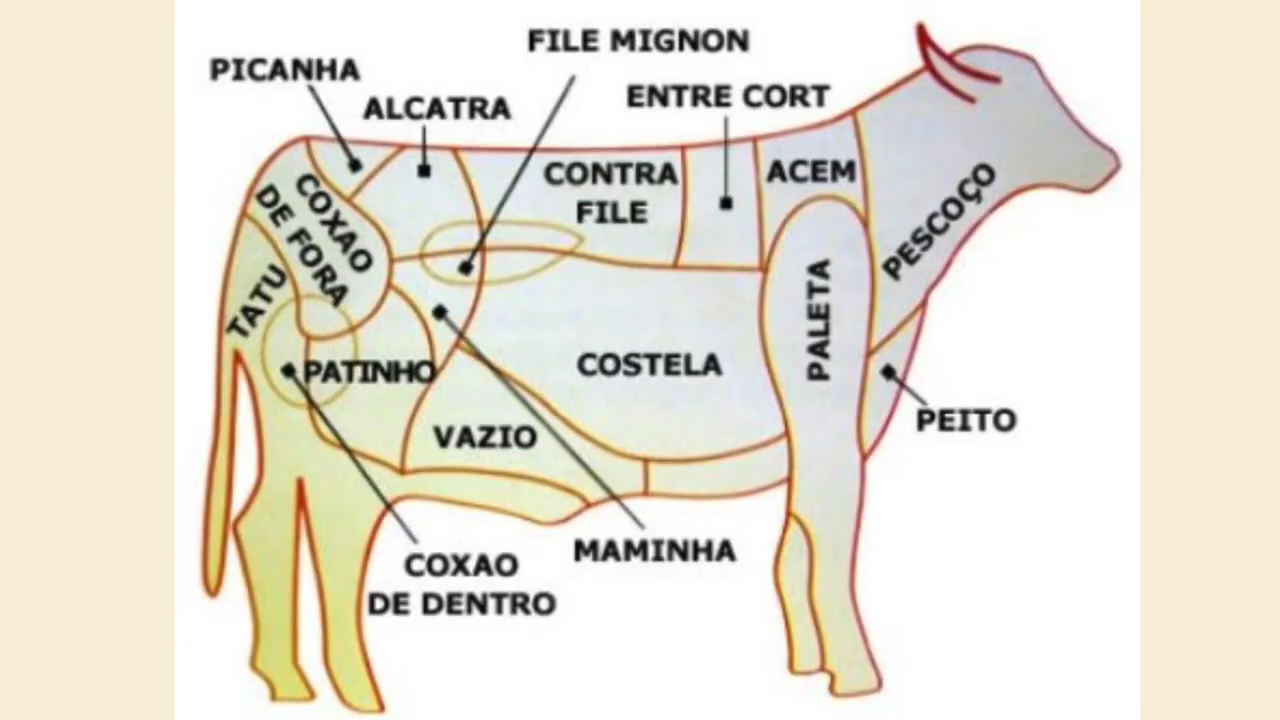 FILE MIGNON
PICANHA
ENTRE CORT
ALCATRA
CONTRA
FILE
ACEM
COXAO
DE FORA
PESCOÇO
TATU
PALETA
PATINHO
COSTELA
PEITO
VAZIO
MAMINHA
COXAO
DE DENTRO